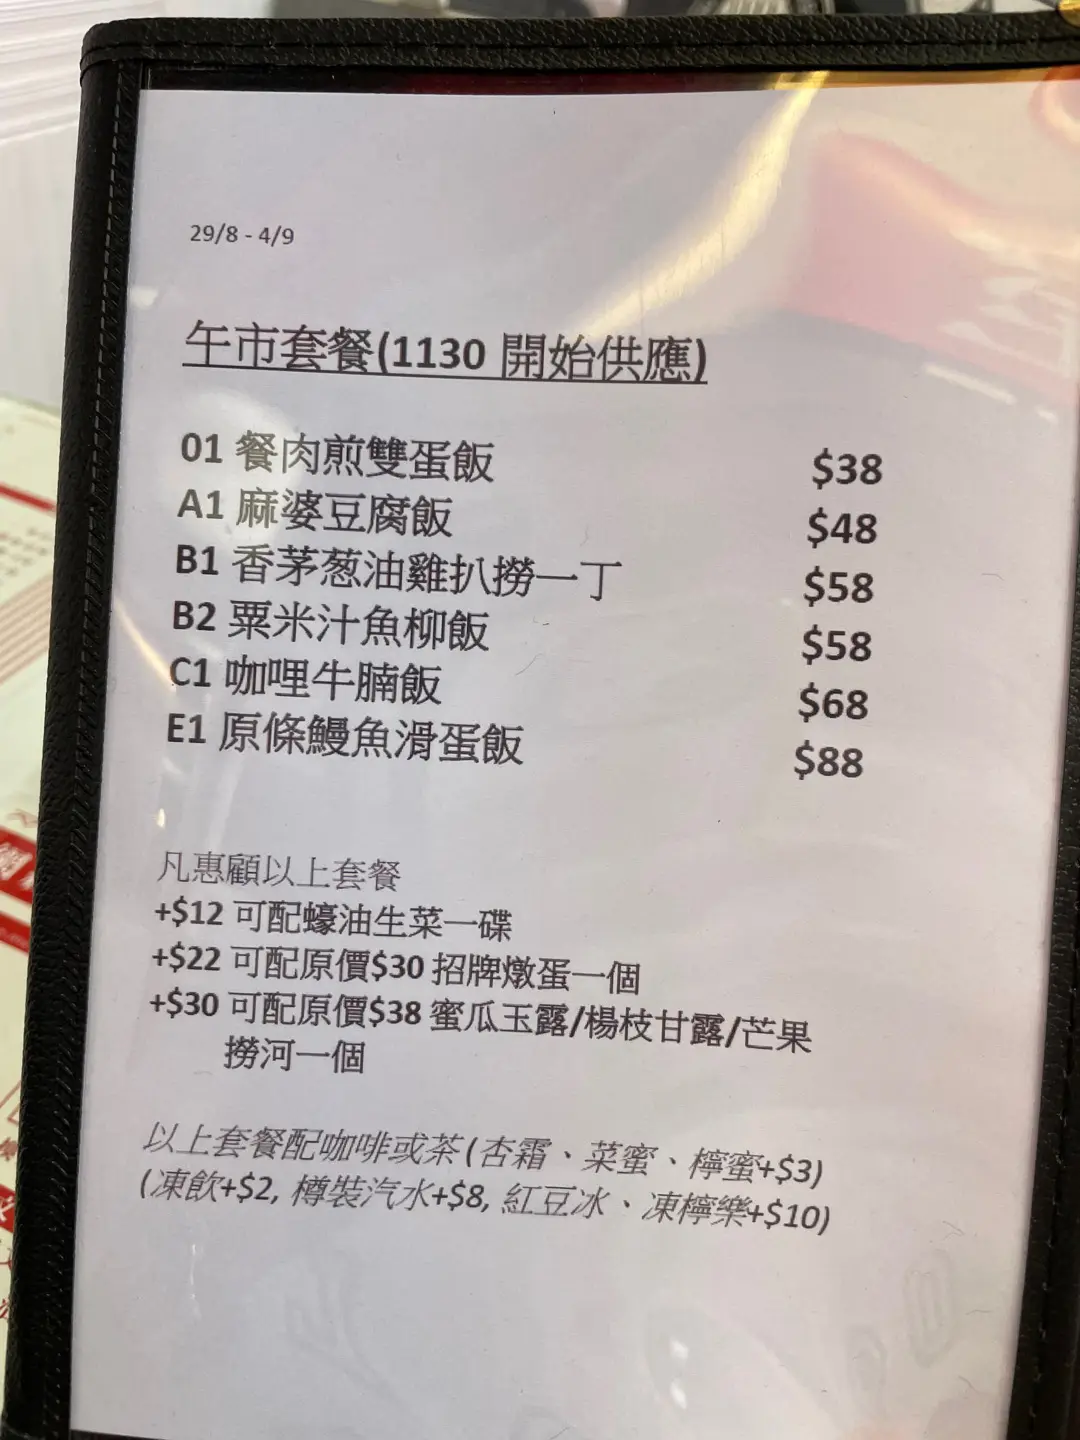 29/8 - 4/9
午市套餐(1130 開始供應)
01 餐肉煎雙蛋飯 $38
A1 麻婆豆腐飯 $48
B1 香茅葱油雞扒撈一丁 $58
B2 粟米汁魚柳飯 $58
C1 咖哩牛腩飯 $68
E1 原條鰻魚滑蛋飯 $88
凡惠顧以上套餐
+$12 可配蠔油生菜一碟
+$22 可配原價$30 招牌燉蛋一個
+$30 可配原價$38 蜜瓜玉露/楊枝甘露/芒果
撈河一個
以上套餐配咖啡或茶 (杏霜、菜蜜、檸蜜+$3)
(凍飲+$2, 樽裝汽水+$8, 紅豆冰、凍檸樂+$10)